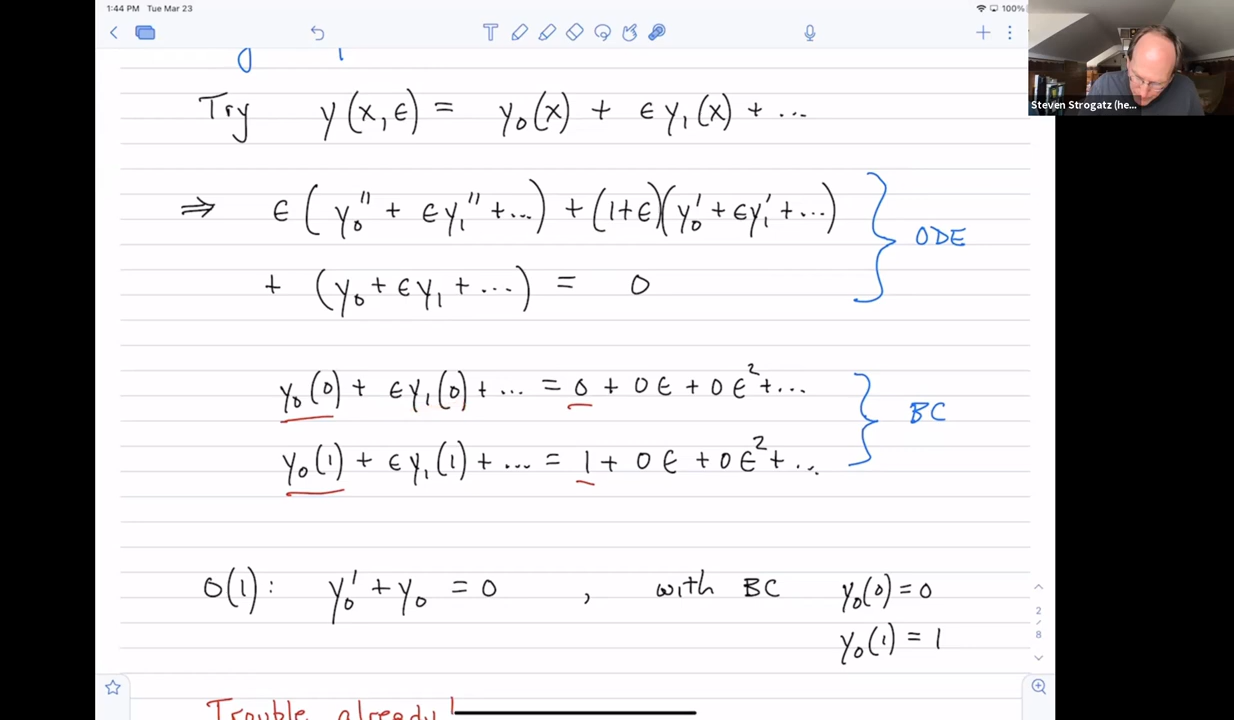 1:44 PM Tue Mar 23
100%
Steven Strogatz (he...
Try y(x,ϵ) = y₀(x) + ϵy₁(x) + ...
⇒ ϵ(y₀'' + ϵy₁'' + ...) + (1+ϵ)(y₀' + ϵy₁' + ...)
+ (y₀ + ϵy₁ + ...) = 0
ODE
y₀(0) + ϵy₁(0) + ... = 0 + 0ϵ + 0ϵ² + ...
y₀(1) + ϵy₁(1) + ... = 1 + 0ϵ + 0ϵ² + ...
BC
O(1): y₀' + y₀ = 0 , with BC y₀(0) = 0
y₀(1) = 1
2
/
8
Trouble already!